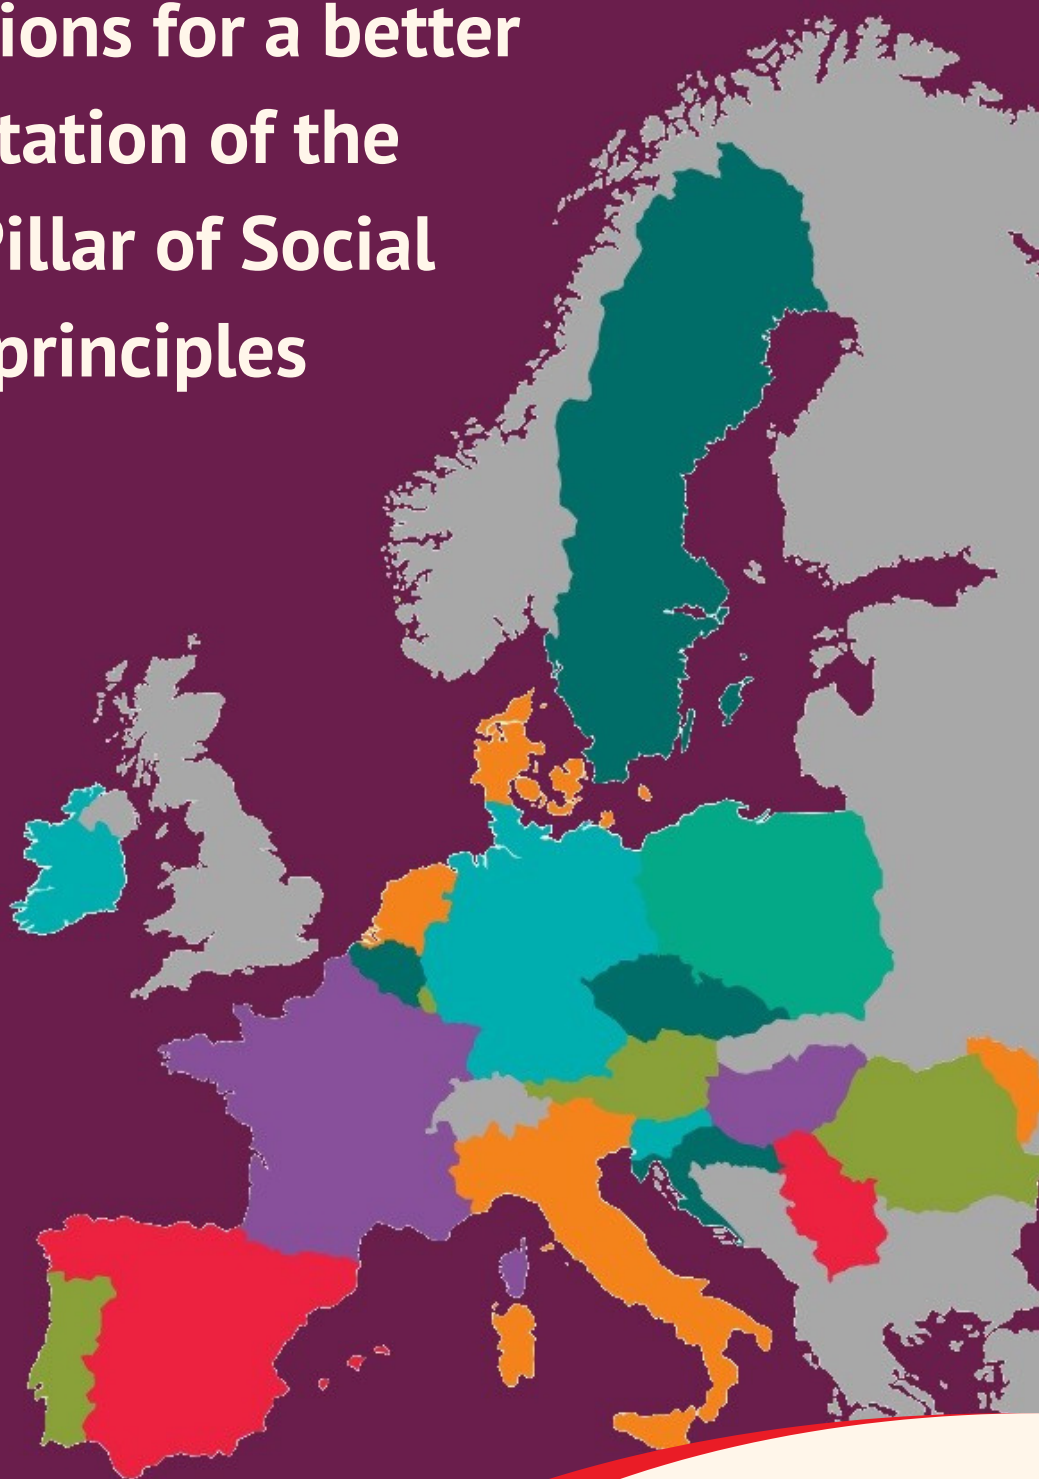 ions for a better
tation of the
Pillar of Social
principles